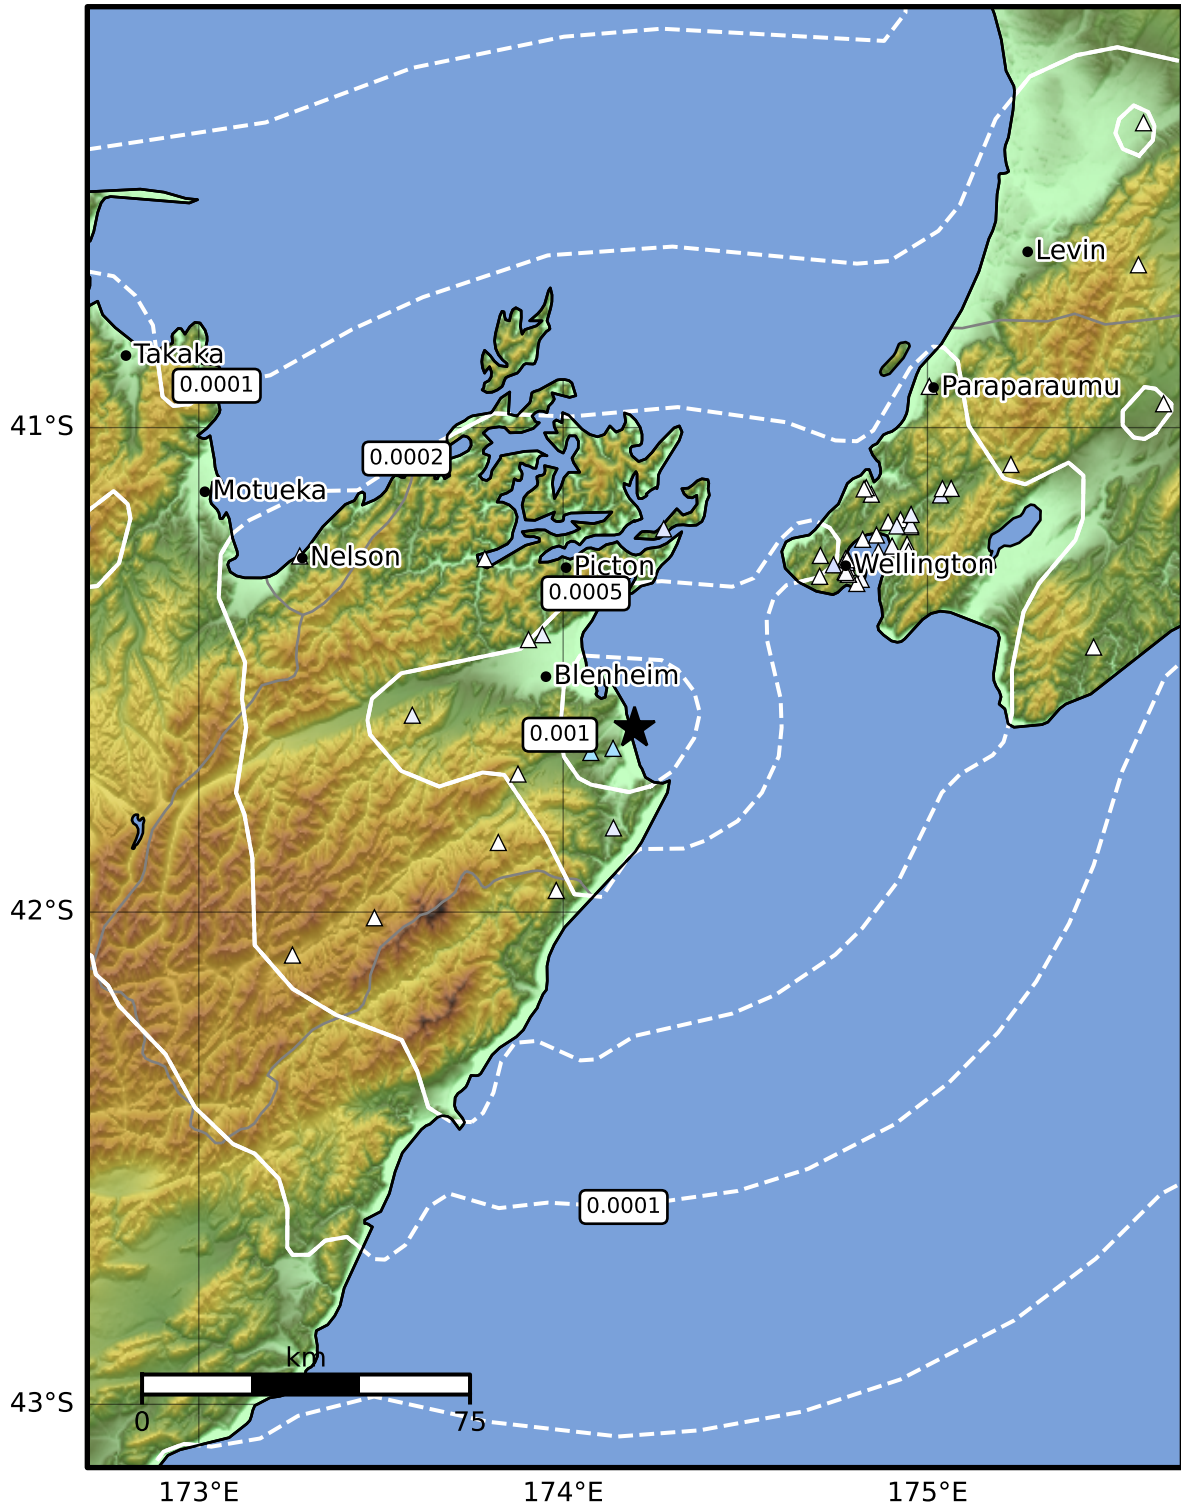 Levin
Takaka
0.0001
Paraparaumu
41°S
0.0002
Motueka
Nelson
Picton
Wellington
0.0005
Blenheim
0.001
42°S
0.0001
km
0
75
43°S
173°E
174°E
175°E